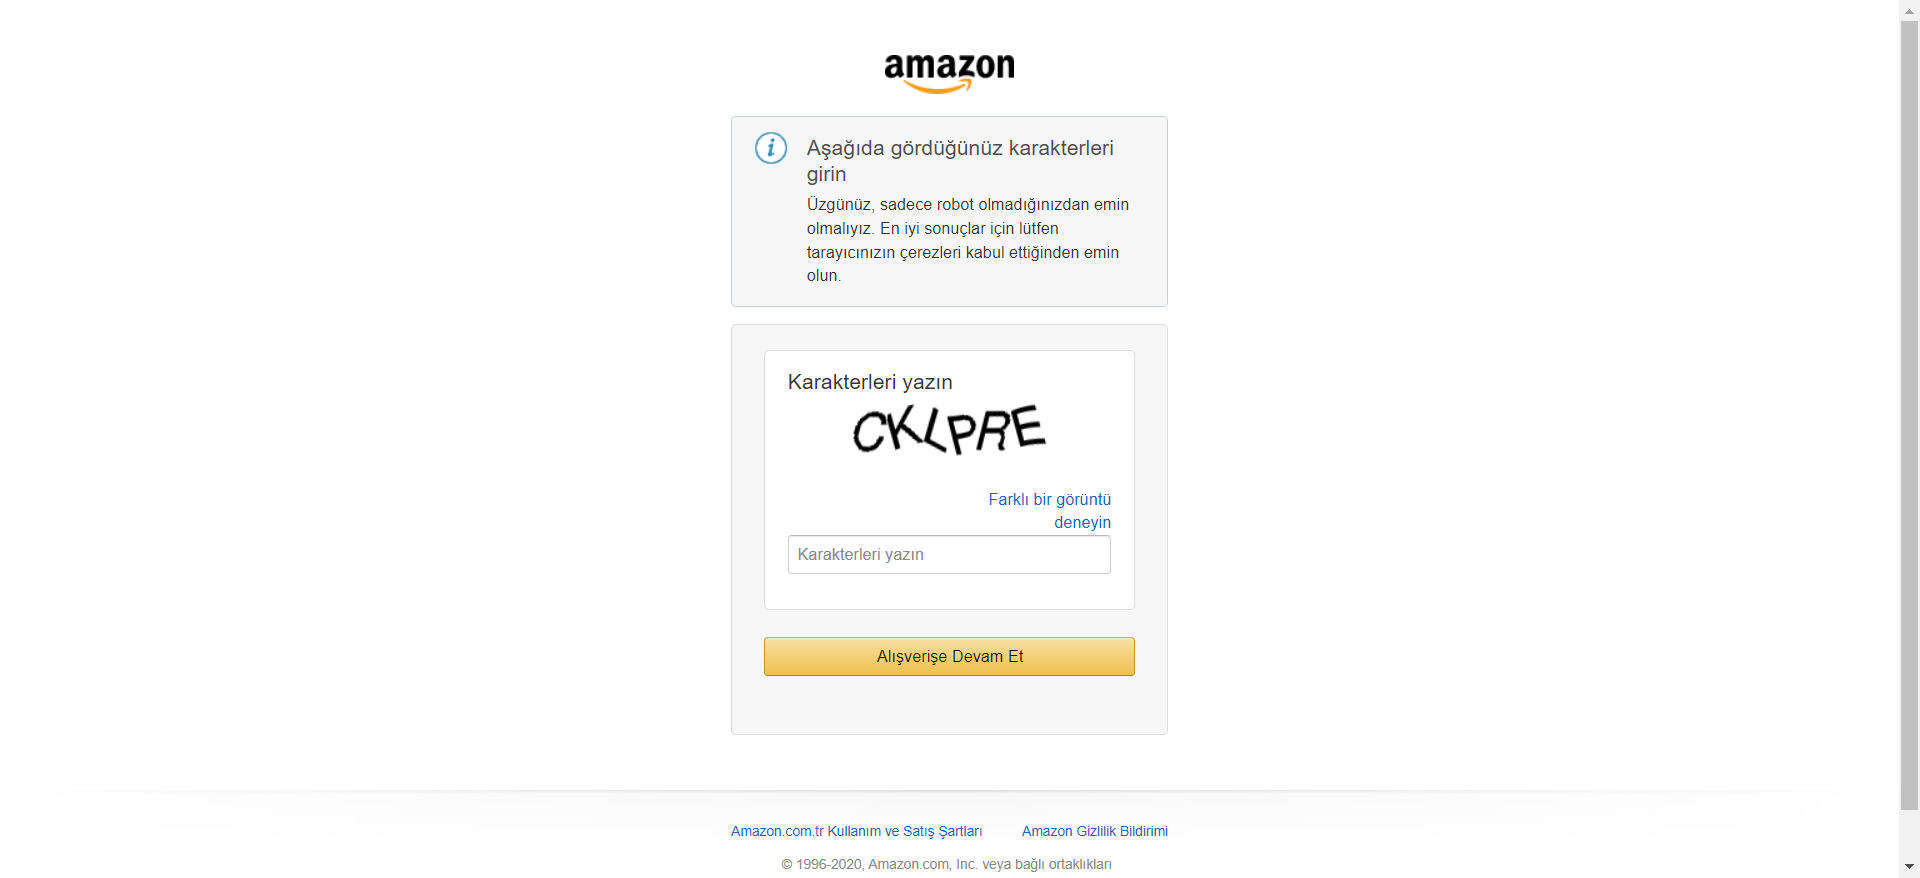 amazon
Aşağıda gördüğünüz karakterleri
girin
Üzgünüz, sadece robot olmadığınızdan emin
olmalıyız. En iyi sonuçlar için lütfen
tarayıcınızın çerezleri kabul ettiğinden emin
olun.
Karakterleri yazın
CKLPRE
Farklı bir görüntü
deneyin
Karakterleri yazın
Alışverişe Devam Et
Amazon.com.tr Kullanım ve Satış Şartları Amazon Gizlilik Bildirimi
© 1996-2020, Amazon.com, Inc. veya bağlı ortaklıkları